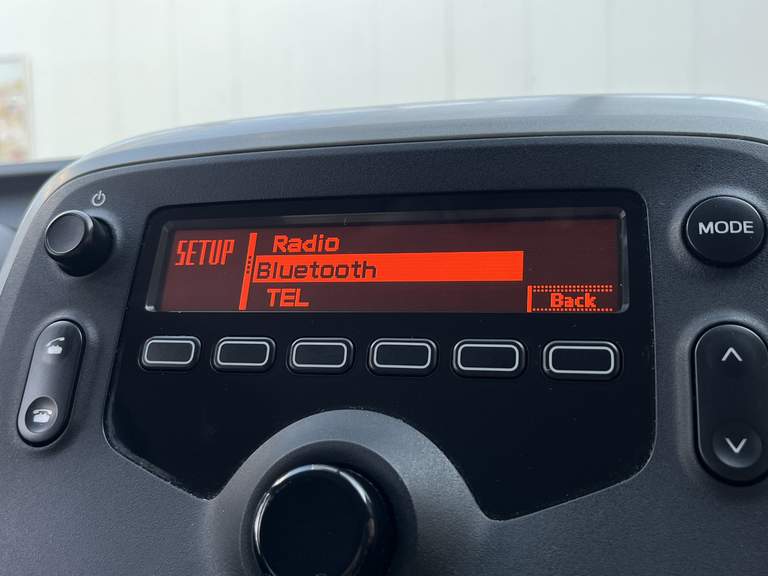 SETUP
Radio
Bluetooth
TEL
Back
MODE